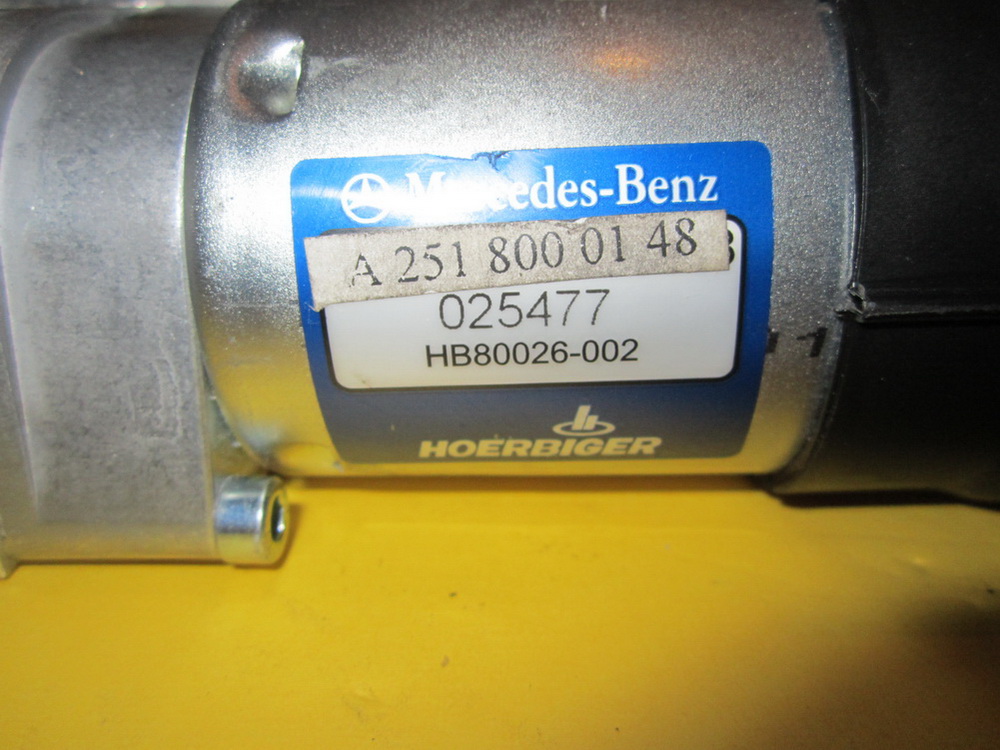 Mercedes-Benz
A 251 800 01 48
025477
HB80026-002
HOERBIGER